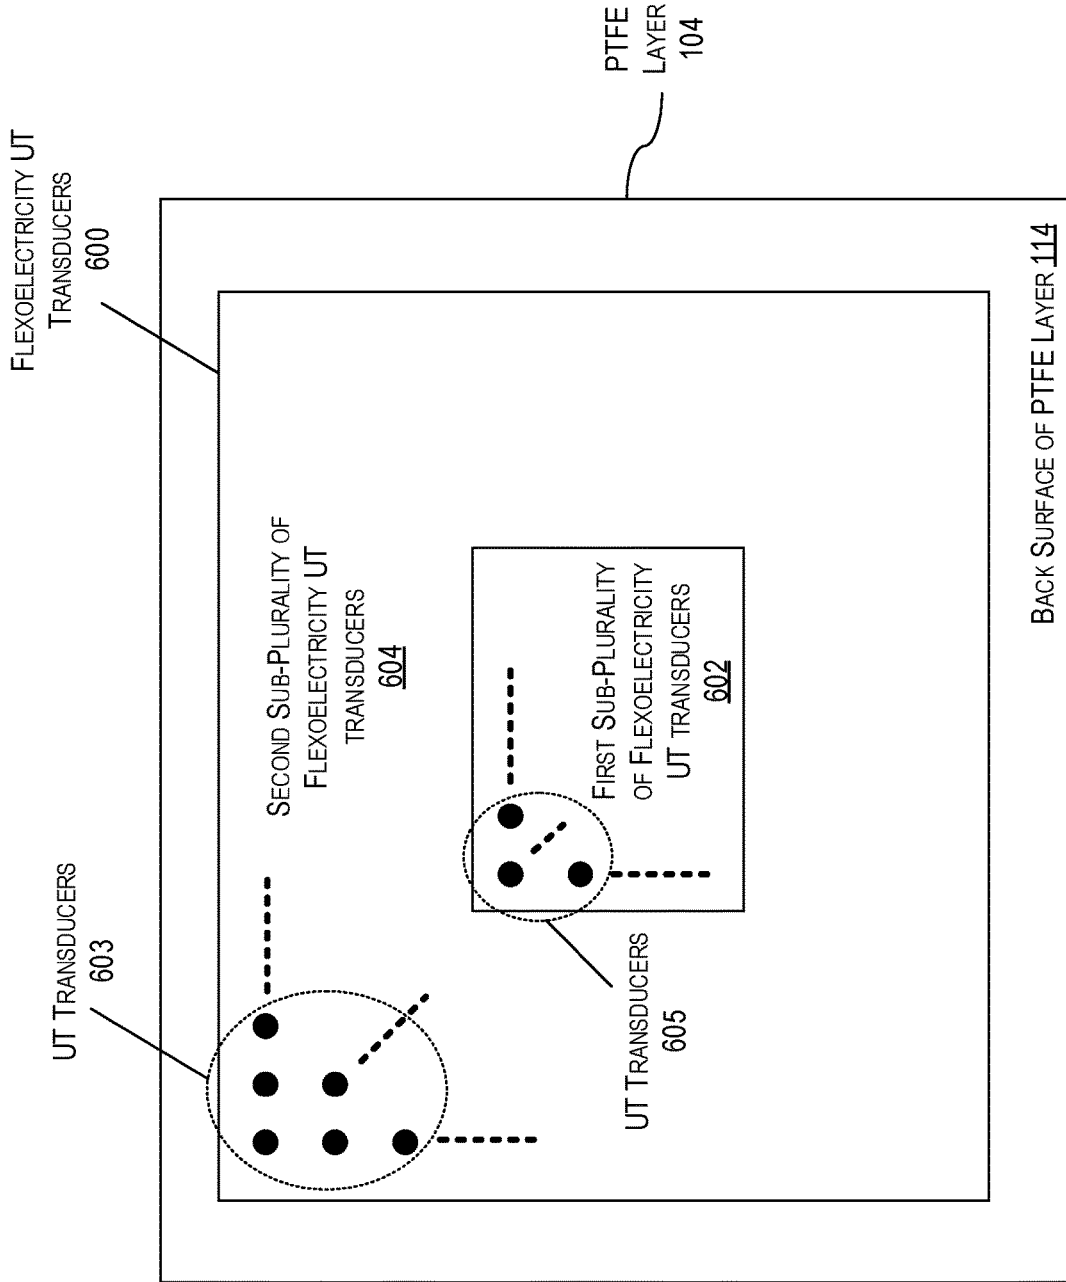 FLEXOELECTRICITY UT
TRANSDUCERS
600
UT TRANSDUCERS
603
SECOND SUB-PLURALITY OF
FLEXOELECTRICITY UT
TRANSDUCERS
604
FIRST SUB-PLURALITY
OF FLEXOELECTRICITY
UT TRANSDUCERS
602
UT TRANSDUCERS
605
PTFE
LAYER
104
BACK SURFACE OF PTFE LAYER 114